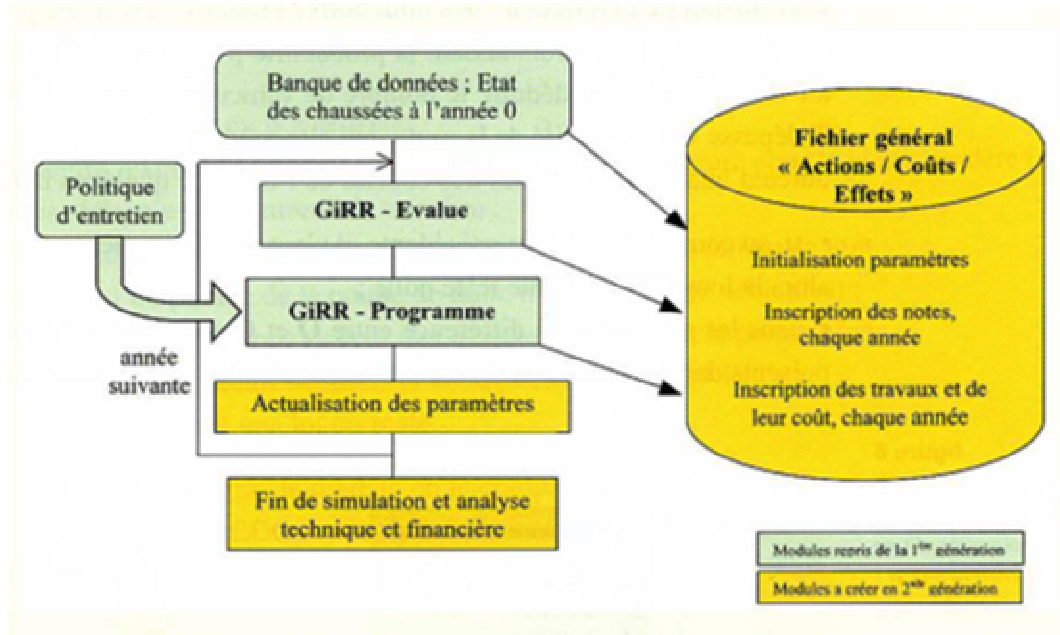 Banque de données ; Etat
des chaussées à l'année 0
Fichier général
« Actions / Coûts /
Effets »
Politique
d'entretien
GiRR - Evalue
Initialisation paramètres
GiRR - Programme
Inscription des notes,
chaque année
année
suivante
Actualisation des paramètres
Inscription des travaux et de
leur coût, chaque année
Fin de simulation et analyse
technique et financière
Modules repris de la 1ère génération
Modules a créer en 2nde génération